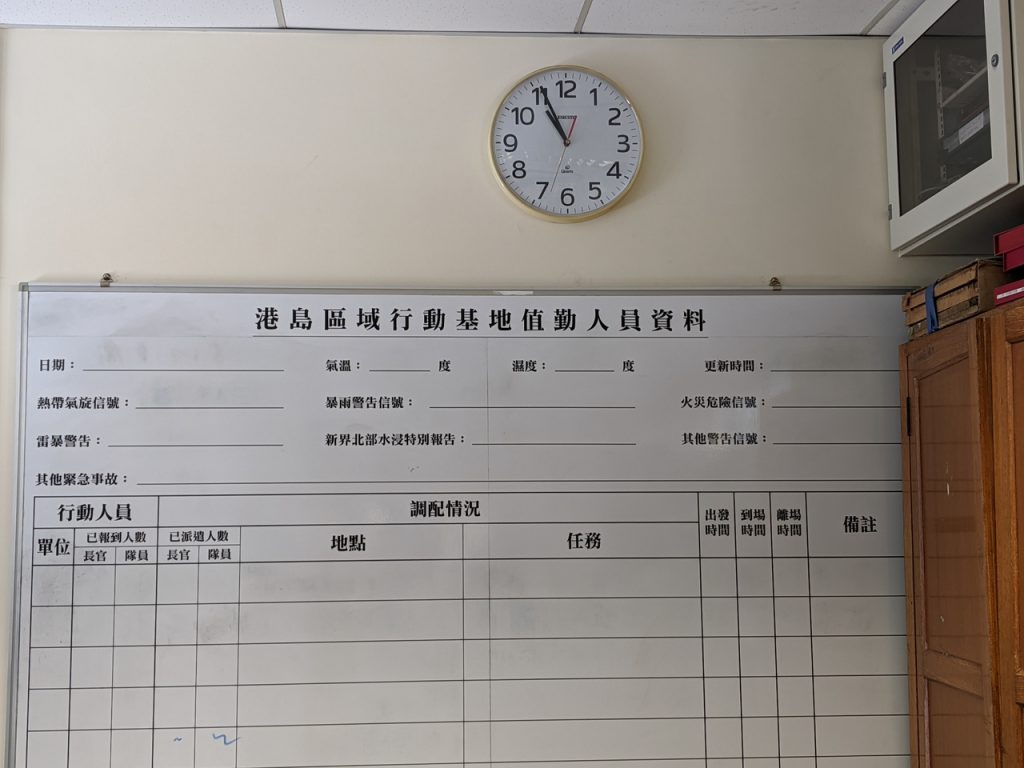 11 12 1
10 2
9 3
8 4
7 6 5
港島區域行動基地值勤人員資料
日期： 氣溫： 度 濕度： 度 更新時間：
熱帶氣旋信號： 暴雨警告信號： 火災危險信號：
雷暴警告： 新界北部水浸特別報告： 其他警告信號：
其他緊急事故：
行動人員 調配情況 出發時間 到場時間 離場時間 備註
單位 已報到人數 已派遣人數 地點 任務
長官 隊員 長官 隊員